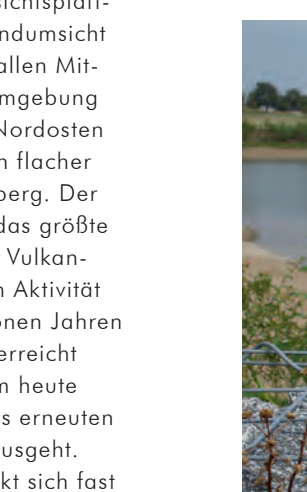 ndumsicht
allen Mit-
mgebung
Nordosten
n flacher
berg. Der
das größte
Vulkan-
n Aktivität
onen Jahren
erreicht
m heute
s erneuten
usgeht.
kt sich fast